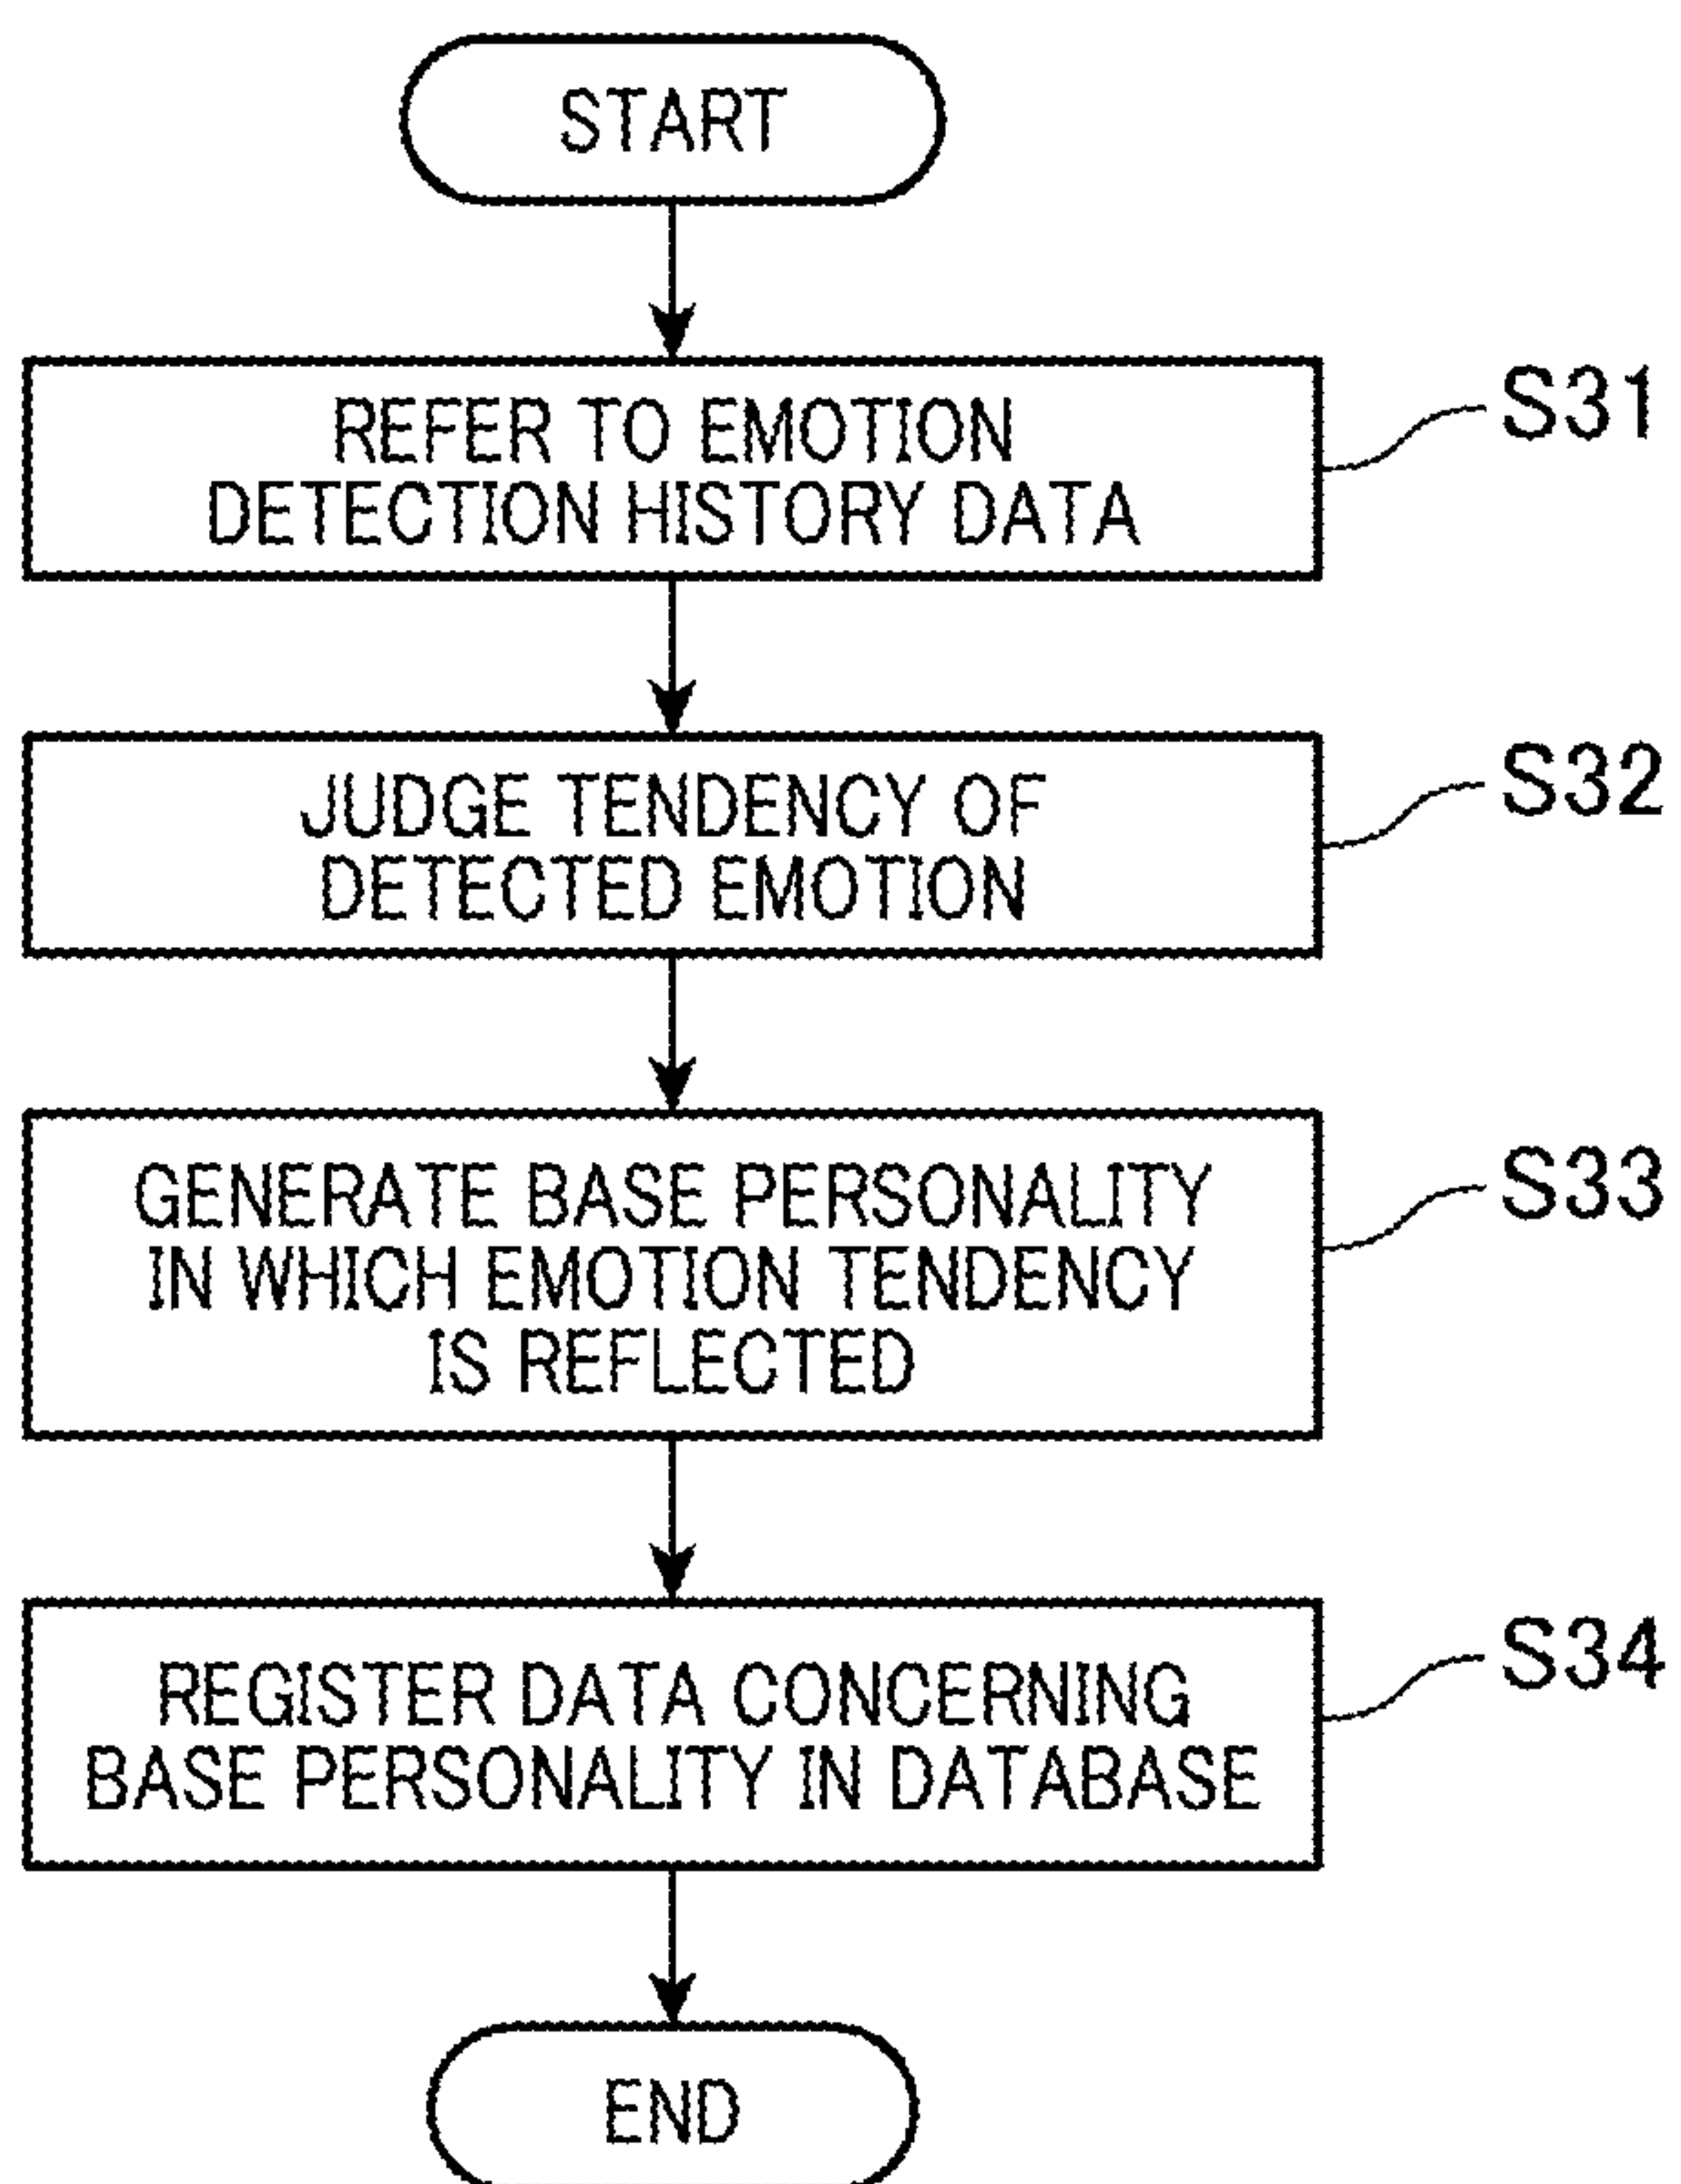 START
REFER TO EMOTION
DETECTION HISTORY DATA
S31
JUDGE TENDENCY OF
DETECTED EMOTION
S32
GENERATE BASE PERSONALITY
IN WHICH EMOTION TENDENCY
IS REFLECTED
S33
REGISTER DATA CONCERNING
BASE PERSONALITY IN DATABASE
S34
END